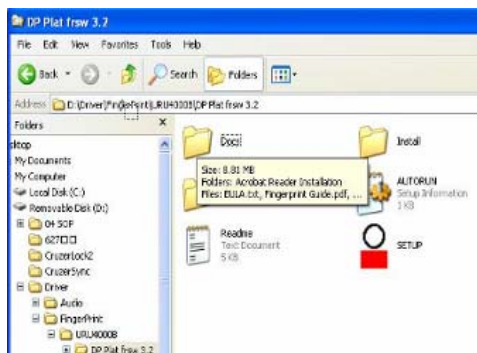 DP Plat frsw 3.2
File Edit View Favorites Tools Help
Back Search Folders
Address D:\Driver\FingerPrint\URU4000B\DP Plat frsw 3.2
Folders x
sktop
My Documents
My Computer
Local Disk (C:)
Removable Disk (D:)
04 SOP
627
CruzerLock2
CruzerSync
Driver
Audio
FingerPrint
URU4000B
DP Plat frsw 3.2
Docs
Install
Size: 8.81 MB
Folders: Acrobat Reader Installation
Files: EULA.txt, Fingerprint Guide.pdf, ...
AUTORUN
Setup Information
1 KB
Readme
Text Document
5 KB
SETUP